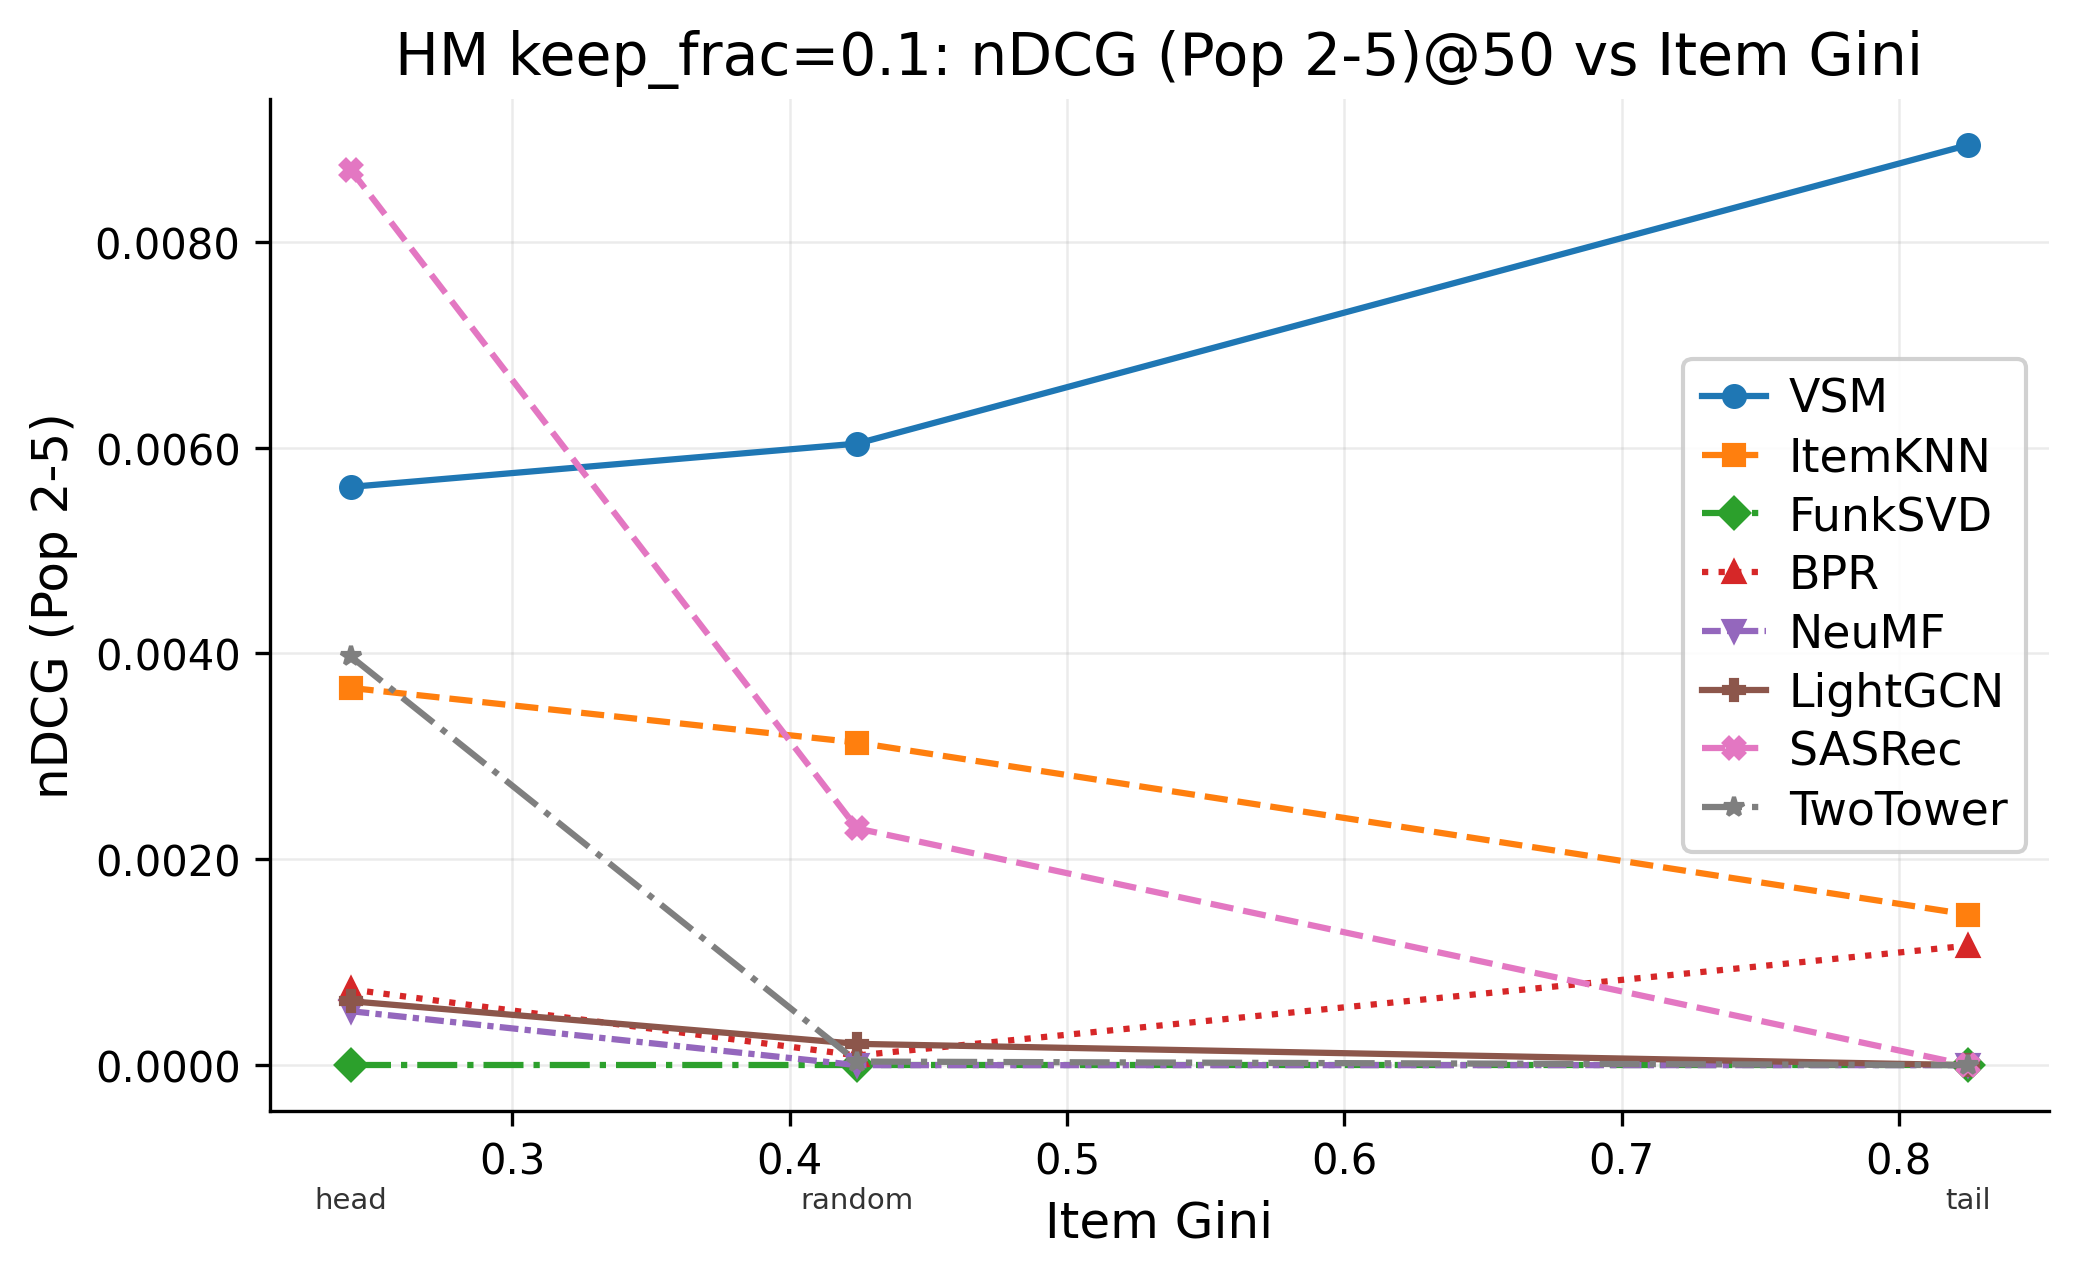 HM keep_frac=0.1: nDCG (Pop 2-5)@50 vs Item Gini
nDCG (Pop 2-5)
0.0080
0.0060
0.0040
0.0020
0.0000
VSM
ItemKNN
FunkSVD
BPR
NeuMF
LightGCN
SASRec
TwoTower
0.3 0.4 0.5 0.6 0.7 0.8
head random tail
Item Gini